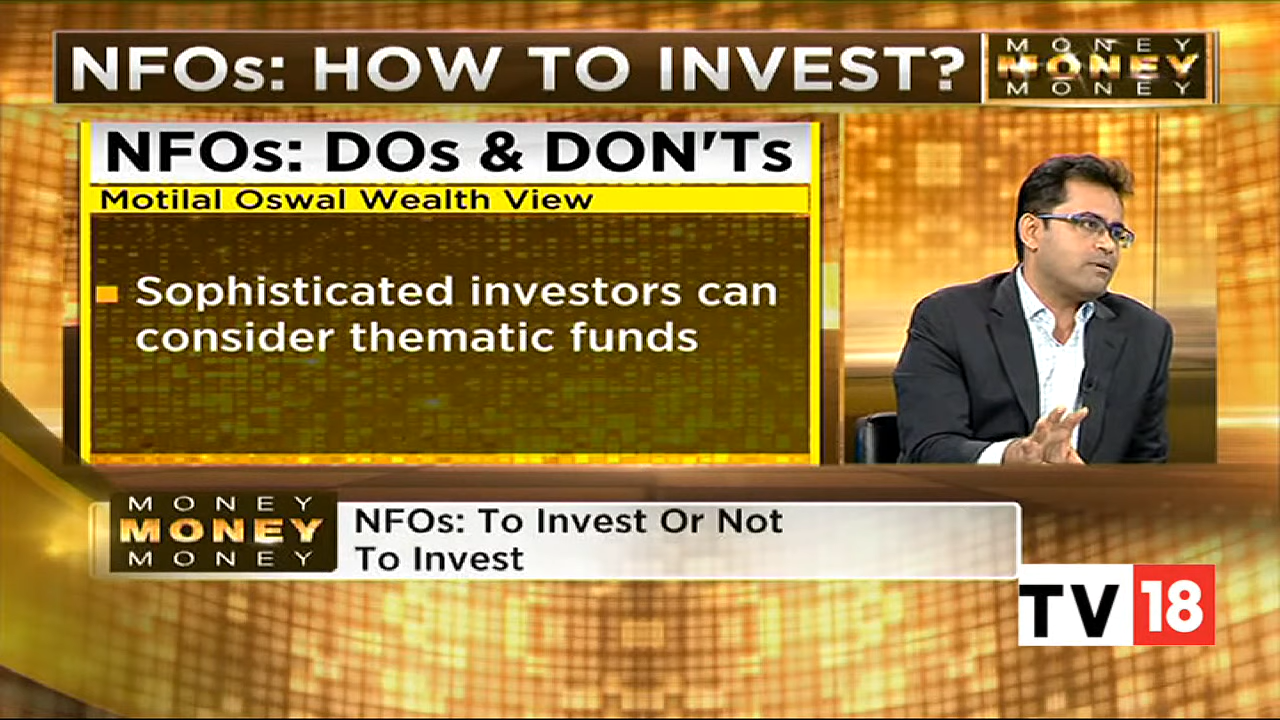 NFOs: HOW TO INVEST?
MONEY
MONEY
MONEY
NFOs: DOs & DON'Ts
Motilal Oswal Wealth View
Sophisticated investors can
consider thematic funds
MONEY
MONEY
MONEY
NFOs: To Invest Or Not
To Invest
TV18